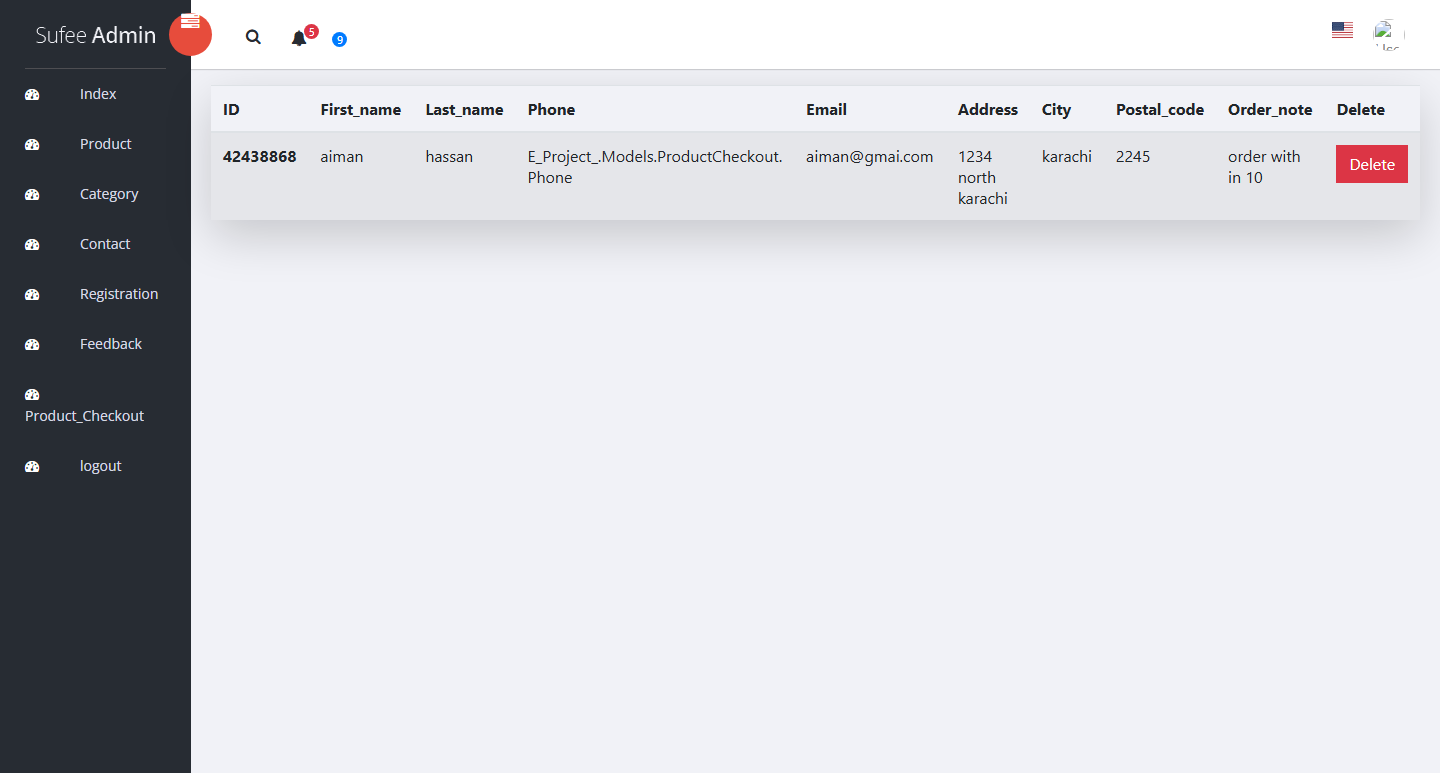 Sufee Admin
5
9
Index
Product
Category
Contact
Registration
Feedback
Product_Checkout
logout
ID First_name Last_name Phone Email Address City Postal_code Order_note Delete
42438868 aiman hassan E_Project_.Models.ProductCheckout. aiman@gmai.com 1234 karachi 2245 order with Delete
Phone north in 10
karachi